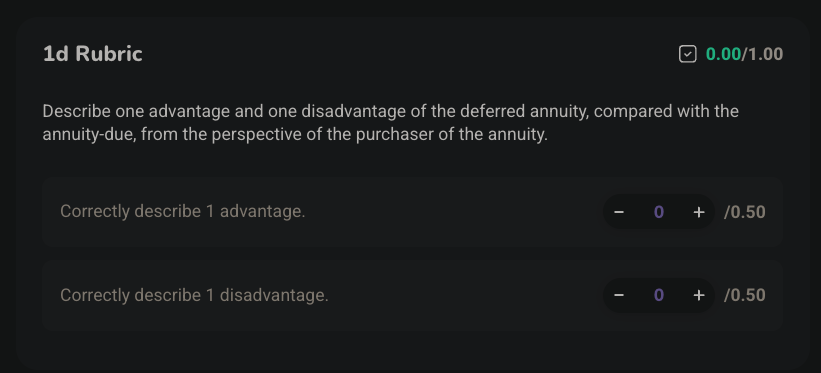 1d Rubric
0.00/1.00
Describe one advantage and one disadvantage of the deferred annuity, compared with the
annuity-due, from the perspective of the purchaser of the annuity.
Correctly describe 1 advantage.
− 0 + /0.50
Correctly describe 1 disadvantage.
− 0 + /0.50